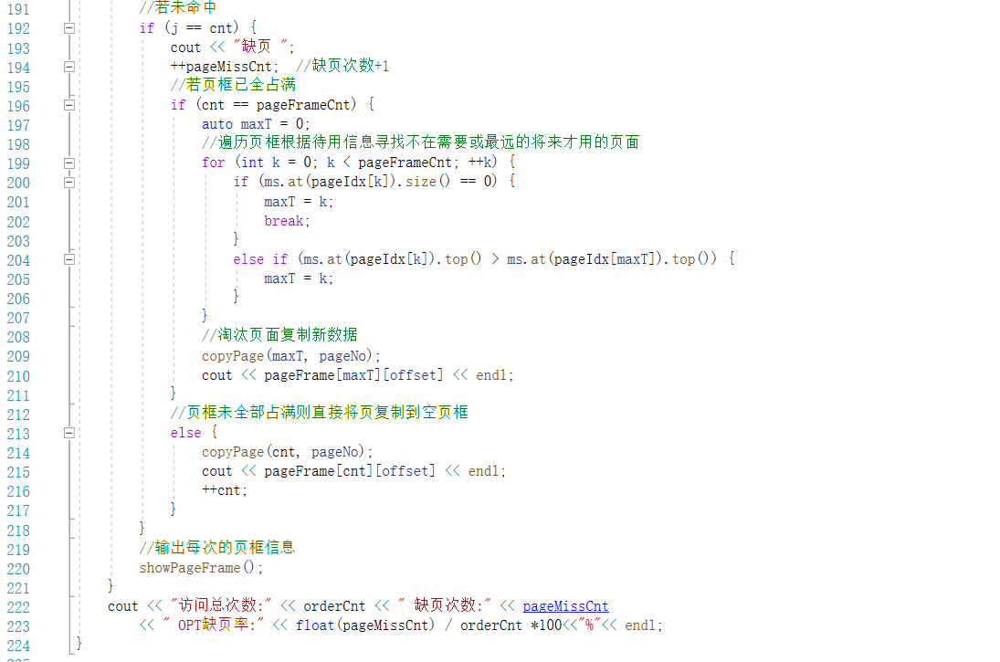 191 //若未命中
192 if (j == cnt) {
193 cout << "缺页 ";
194 ++pageMissCnt; //缺页次数+1
195 //若页框已全占满
196 if (cnt == pageFrameCnt) {
197 auto maxT = 0;
198 //遍历页框根据待用信息寻找不在需要或最远的将来才用的页面
199 for (int k = 0; k < pageFrameCnt; ++k) {
200 if (ms.at(pageIdx[k]).size() == 0) {
201 maxT = k;
202 break;
203 }
204 else if (ms.at(pageIdx[k]).top() > ms.at(pageIdx[maxT]).top()) {
205 maxT = k;
206 }
207 }
208 //淘汰页面复制新数据
209 copyPage(maxT, pageNo);
210 cout << pageFrame[maxT][offset] << endl;
211 }
212 //页框未全部占满则直接将页复制到空页框
213 else {
214 copyPage(cnt, pageNo);
215 cout << pageFrame[cnt][offset] << endl;
216 ++cnt;
217 }
218 }
219 //输出每次的页框信息
220 showPageFrame();
221 }
222 cout << "访问总次数:" << orderCnt << " 缺页次数:" << pageMissCnt
223 << " OPT缺页率:" << float(pageMissCnt) / orderCnt *100<<"%"<< endl;
224 }